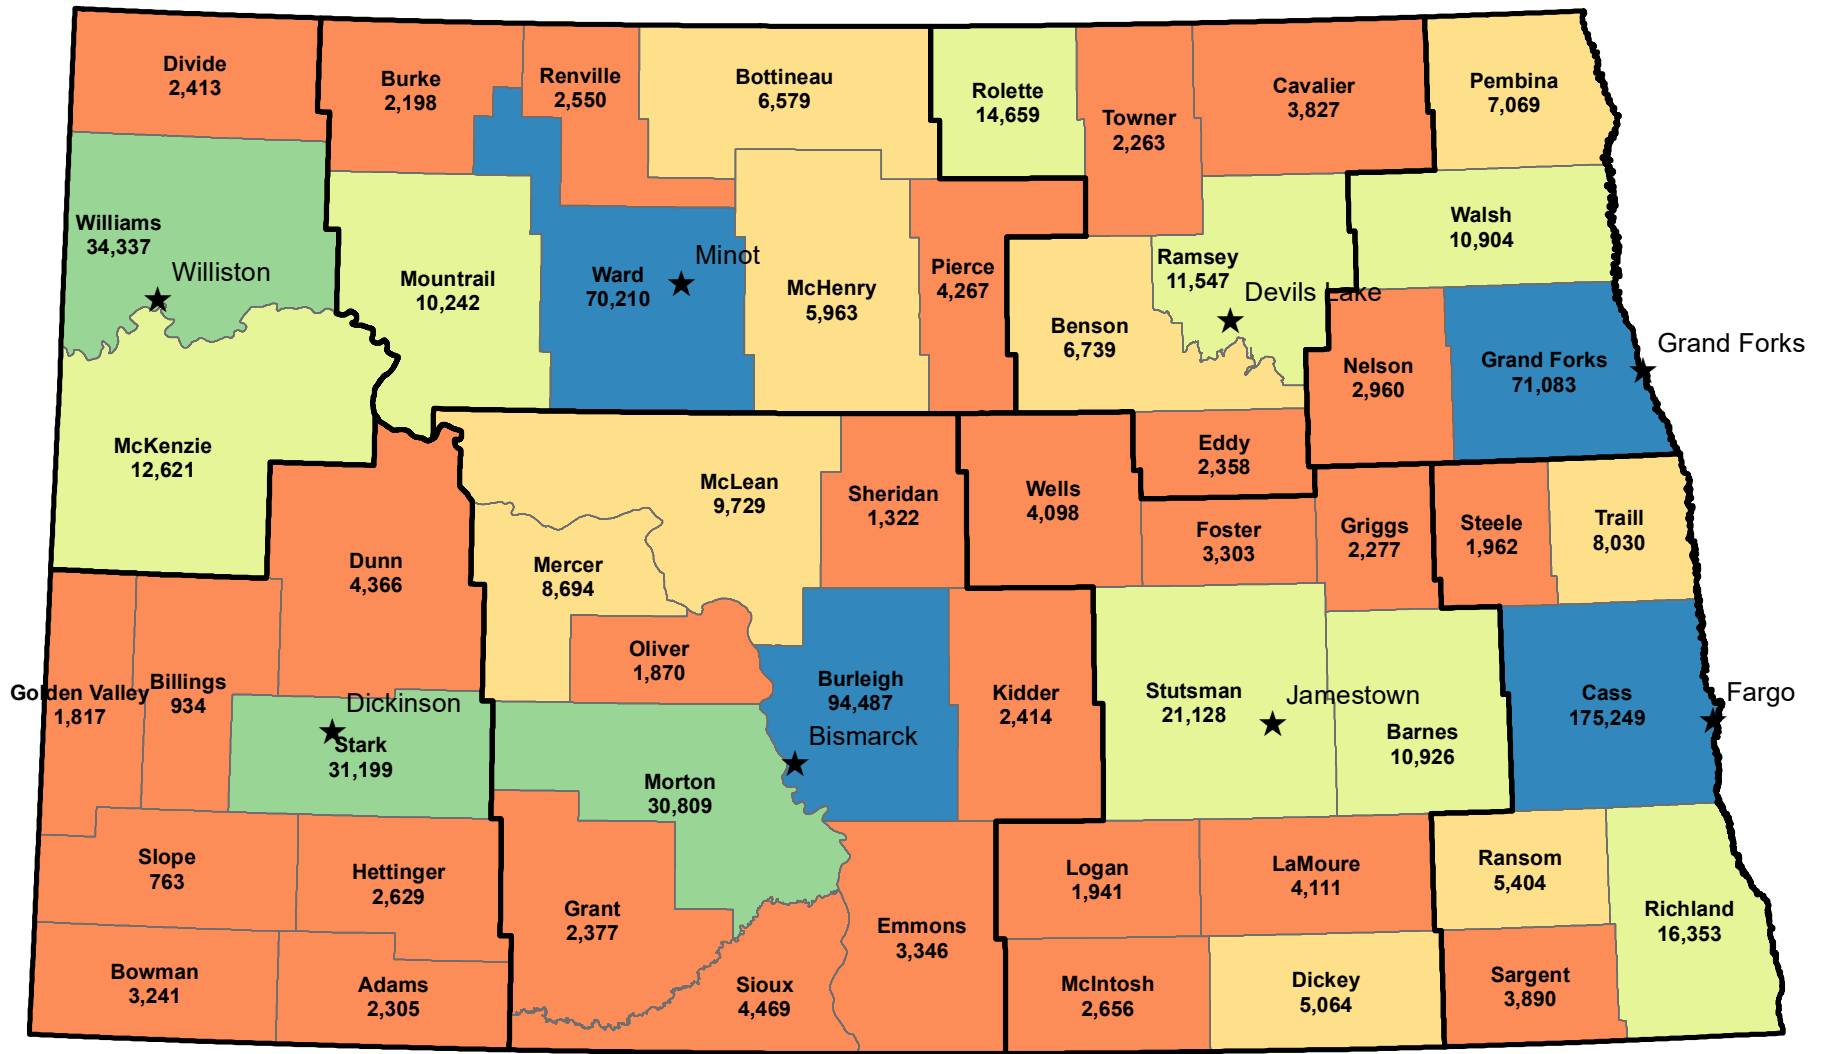 Divide
2,413
Burke
2,198
Renville
2,550
Bottineau
6,579
Rolette
14,659
Towner
2,263
Cavalier
3,827
Pembina
7,069
Williams
34,337
Williston
Mountrail
10,242
Ward
70,210
Minot
McHenry
5,963
Pierce
4,267
Benson
6,739
Ramsey
11,547
Devils Lake
Walsh
10,904
Nelson
2,960
Grand Forks
71,083
Grand Forks
McKenzie
12,621
Dunn
4,366
McLean
9,729
Mercer
8,694
Sheridan
1,322
Wells
4,098
Eddy
2,358
Foster
3,303
Griggs
2,277
Steele
1,962
Traill
8,030
Golden Valley
1,817
Billings
934
Dickinson
Stark
31,199
Oliver
1,870
Morton
30,809
Burleigh
94,487
Bismarck
Kidder
2,414
Stutsman
21,128
Jamestown
Barnes
10,926
Cass
175,249
Fargo
Slope
763
Hettinger
2,629
Grant
2,377
Emmons
3,346
Logan
1,941
LaMoure
4,111
Ransom
5,404
Richland
16,353
Bowman
3,241
Adams
2,305
Sioux
4,469
McIntosh
2,656
Dickey
5,064
Sargent
3,890